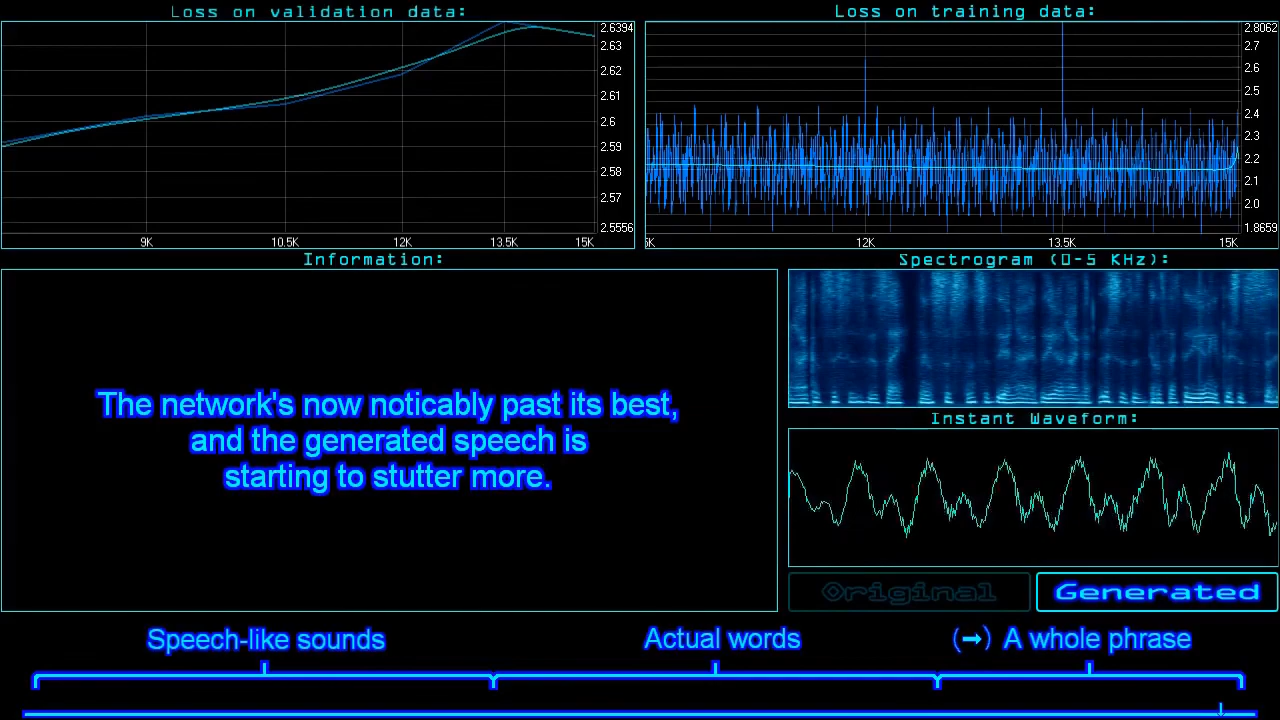 Loss on validation data:
2.6394
2.63
2.62
2.61
2.6
2.59
2.58
2.57
2.5556
9K 10.5K 12K 13.5K 15K
Loss on training data:
2.8062
2.7
2.6
2.5
2.4
2.3
2.2
2.1
2.0
1.8659
12K 13.5K 15K
Information:
The network's now noticably past its best,
and the generated speech is
starting to stutter more.
Spectrogram (0-5 KHz):
Instant Waveform:
Original Generated
Speech-like sounds Actual words (➞) A whole phrase